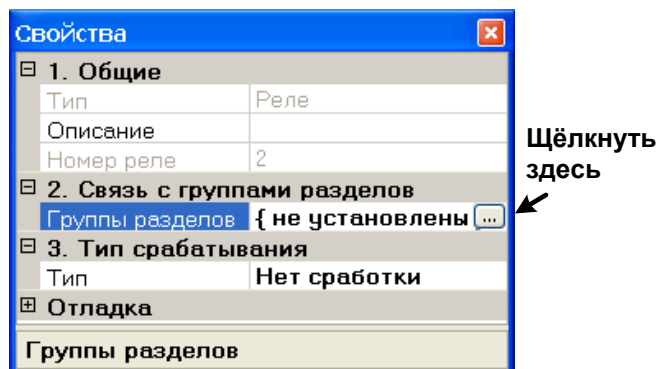 Свойства
1. Общие
Тип Реле
Описание
Номер реле 2
2. Связь с группами разделов
Группы разделов { не установлены ...
3. Тип срабатывания
Тип Нет сработки
Отладка
Группы разделов
Щёлкнуть
здесь